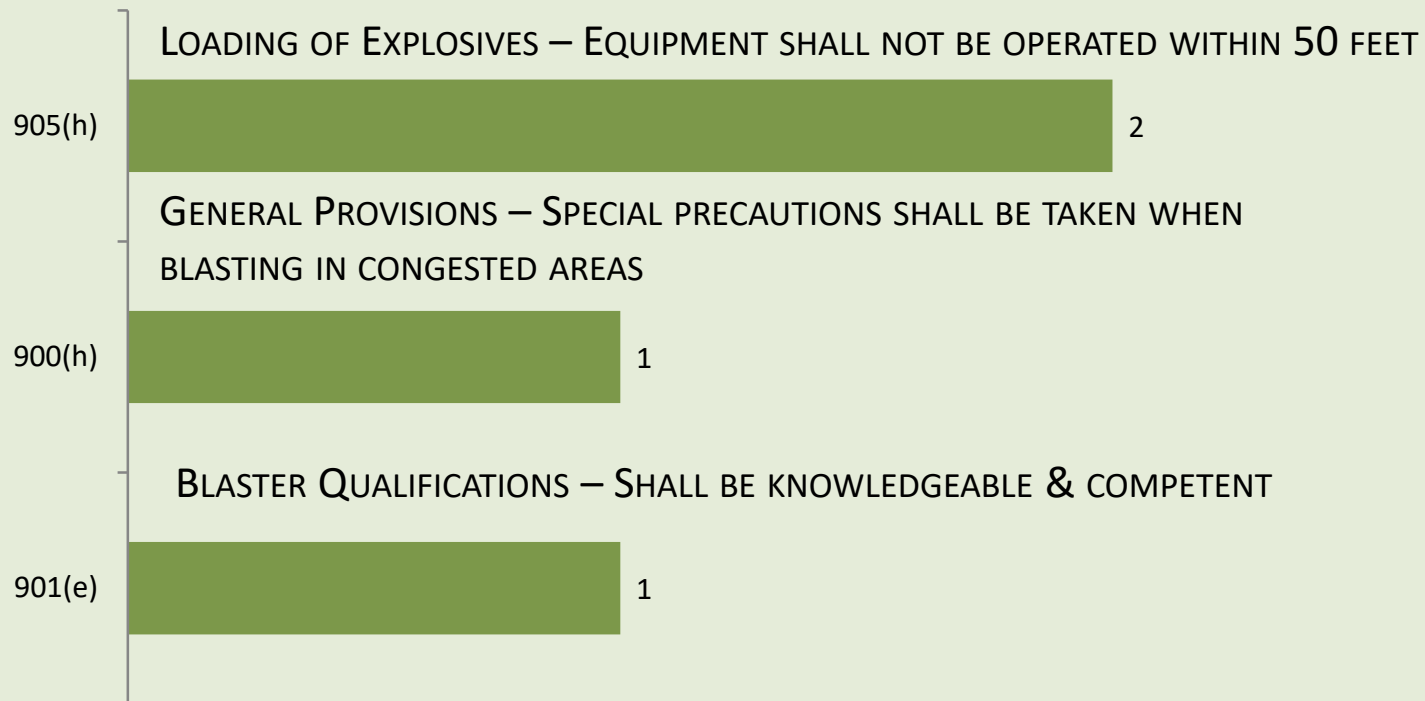 LOADING OF EXPLOSIVES – EQUIPMENT SHALL NOT BE OPERATED WITHIN 50 FEET
905(h)
2
GENERAL PROVISIONS – SPECIAL PRECAUTIONS SHALL BE TAKEN WHEN
BLASTING IN CONGESTED AREAS
900(h)
1
BLASTER QUALIFICATIONS – SHALL BE KNOWLEDGEABLE & COMPETENT
901(e)
1